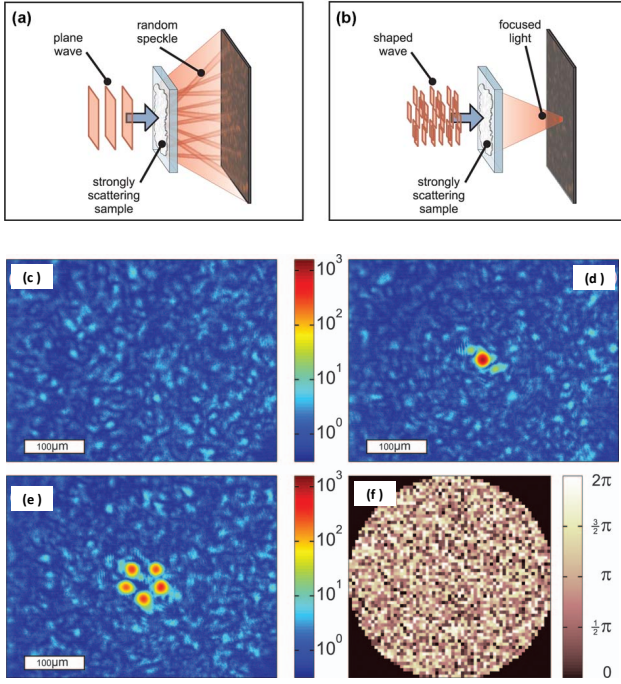 (a)
plane
wave
random
speckle
strongly
scattering
sample
(b)
shaped
wave
focused
light
strongly
scattering
sample
(c)
100μm
10³
10²
10¹
10⁰
(d)
100μm
(e)
100μm
10³
10²
10¹
10⁰
(f)
2π
3/2π
π
1/2π
0